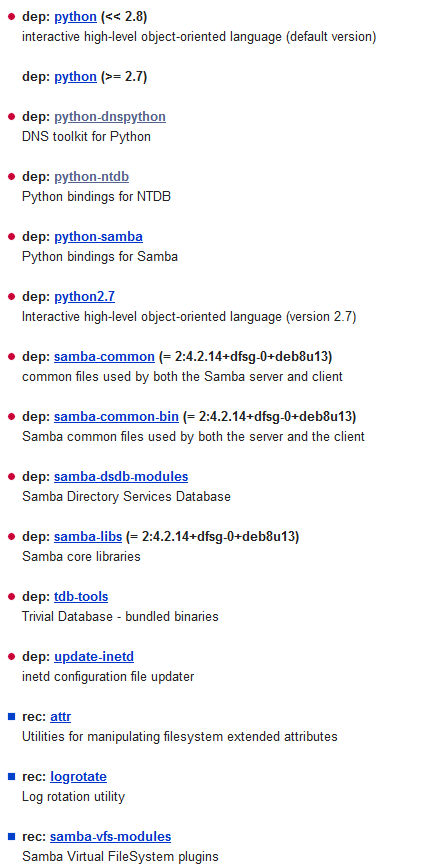 dep: python (<< 2.8)
interactive high-level object-oriented language (default version)
dep: python (>= 2.7)
dep: python-dnspython
DNS toolkit for Python
dep: python-ntdb
Python bindings for NTDB
dep: python-samba
Python bindings for Samba
dep: python2.7
Interactive high-level object-oriented language (version 2.7)
dep: samba-common (= 2:4.2.14+dfsg-0+deb8u13)
common files used by both the Samba server and client
dep: samba-common-bin (= 2:4.2.14+dfsg-0+deb8u13)
Samba common files used by both the server and the client
dep: samba-dsdb-modules
Samba Directory Services Database
dep: samba-libs (= 2:4.2.14+dfsg-0+deb8u13)
Samba core libraries
dep: tdb-tools
Trivial Database - bundled binaries
dep: update-inetd
inetd configuration file updater
rec: attr
Utilities for manipulating filesystem extended attributes
rec: logrotate
Log rotation utility
rec: samba-vfs-modules
Samba Virtual FileSystem plugins